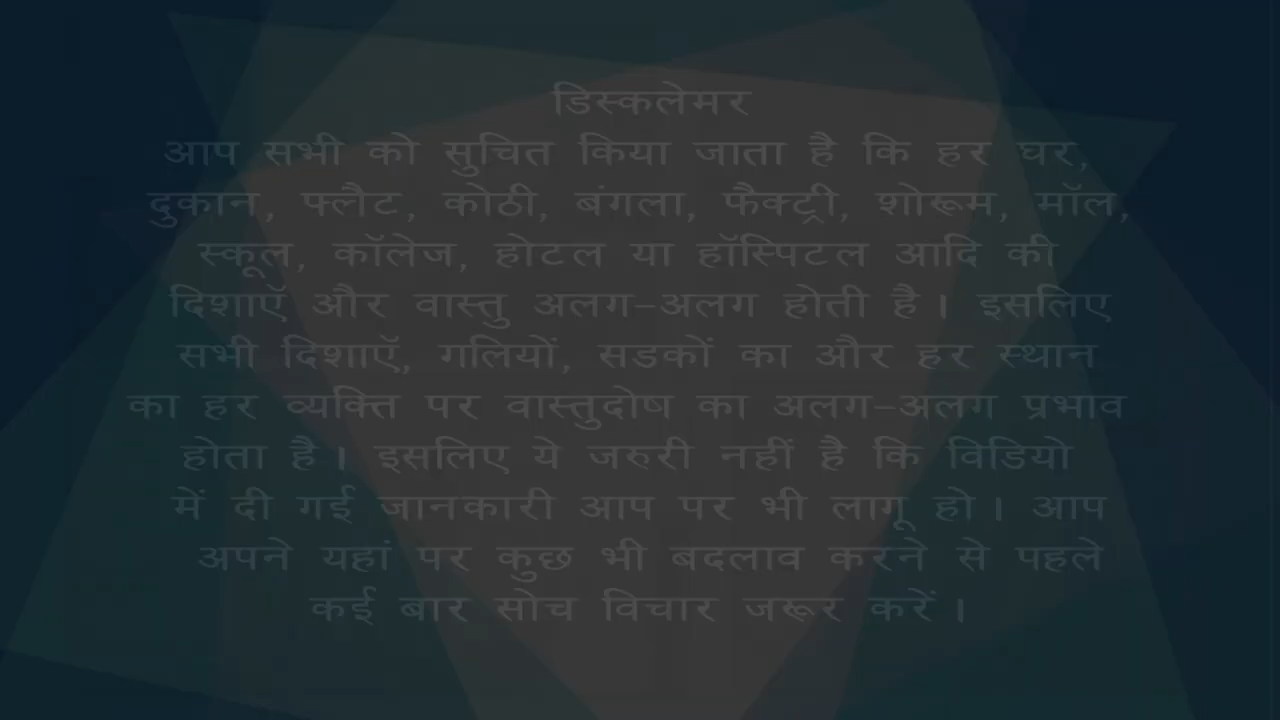 डिस्कलेमर
आप सभी को सुचित किया जाता है कि हर घर,
दुकान, फ्लैट, कोठी, बंगला, फैक्ट्री, शोरूम, मॉल,
स्कूल, कॉलेज, होटल या हॉस्पिटल आदि की
दिशाऍ और वास्तु अलग–अलग होती है। इसलिए
सभी दिशाऍ, गलियों, सडकों का और हर स्थान
का हर व्यक्ति पर वास्तुदोष का अलग–अलग प्रभाव
होता है। इसलिए ये जरुरी नहीं है कि विडियो
में दी गई जानकारी आप पर भी लागू हो। आप
अपने यहां पर कुछ भी बदलाव करने से पहले
कई बार सोच विचार जरूर करें।